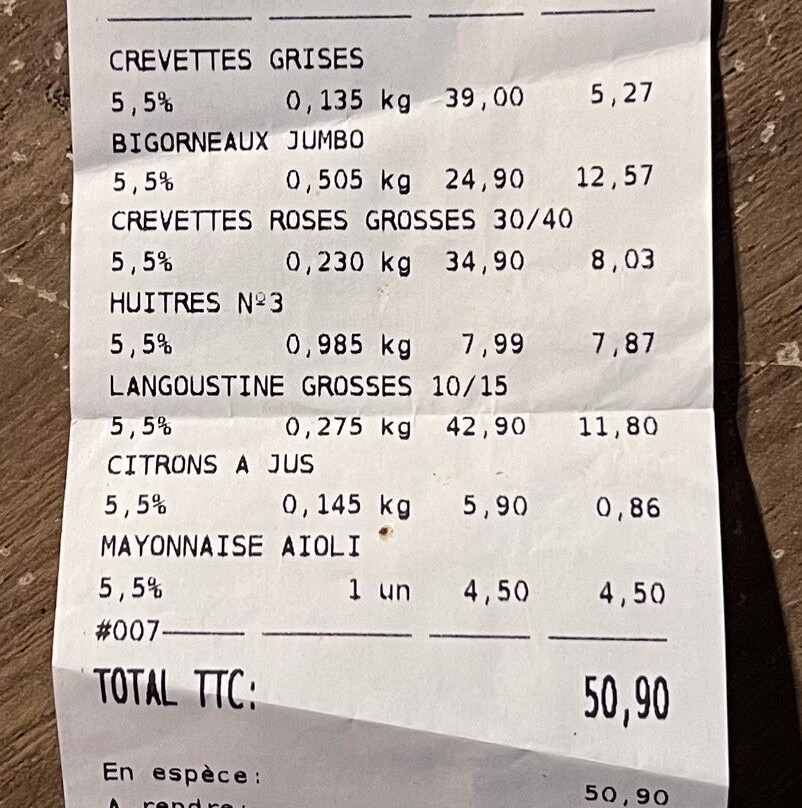 CREVETTES GRISES
5,5% 0,135 kg 39,00 5,27
BIGORNEAUX JUMBO
5,5% 0,505 kg 24,90 12,57
CREVETTES ROSES GROSSES 30/40
5,5% 0,230 kg 34,90 8,03
HUITRES Nº3
5,5% 0,985 kg 7,99 7,87
LANGOUSTINE GROSSES 10/15
5,5% 0,275 kg 42,90 11,80
CITRONS A JUS
5,5% 0,145 kg 5,90 0,86
MAYONNAISE AIOLI
5,5% 1 un 4,50 4,50
#007
TOTAL TTC: 50,90
En espèce: 50,90
A rendre: